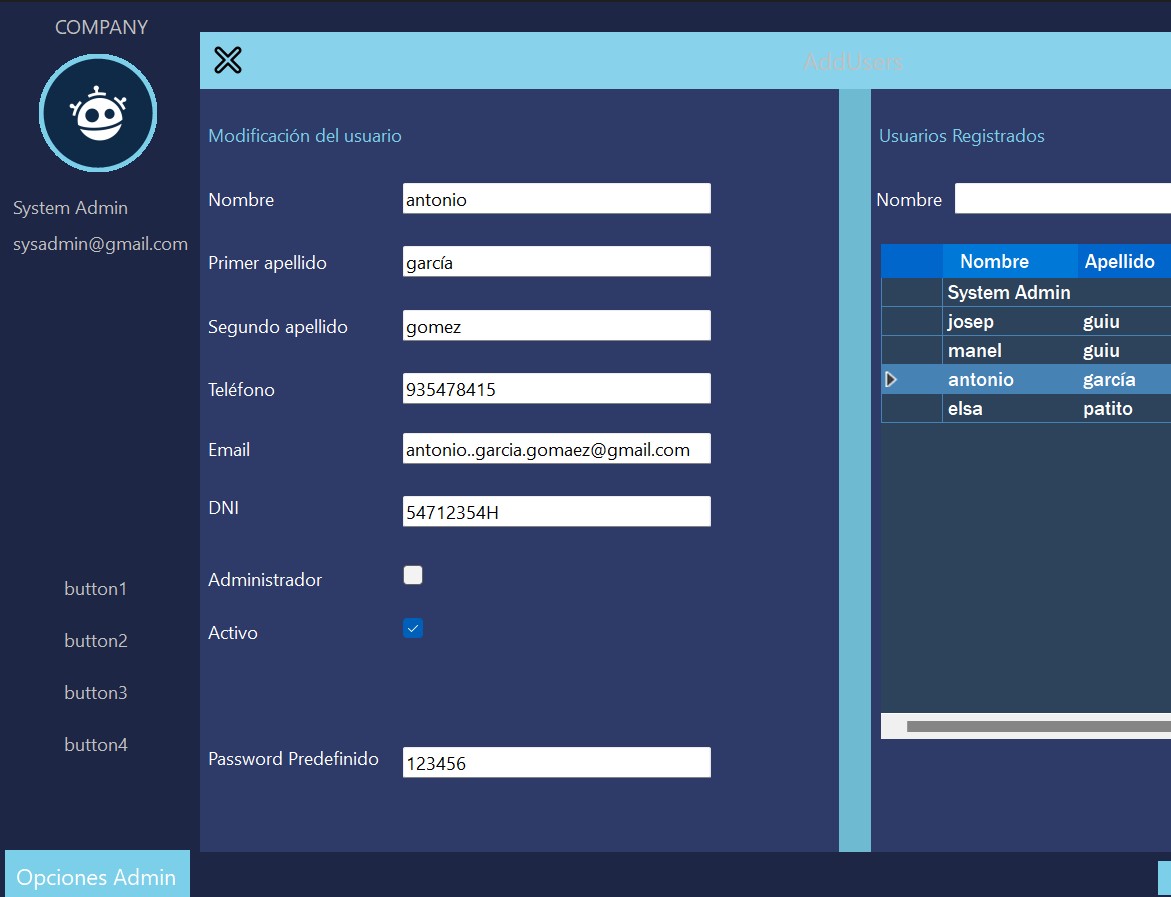 COMPANY
System Admin
sysadmin@gmail.com
button1
button2
button3
button4
Opciones Admin
AddUsers
Modificación del usuario
Nombre antonio
Primer apellido garcía
Segundo apellido gomez
Teléfono 935478415
Email antonio..garcia.gomaez@gmail.com
DNI 54712354H
Administrador
Activo
Password Predefinido 123456
Usuarios Registrados
Nombre
Nombre Apellido
System Admin
josep guiu
manel guiu
antonio garcía
elsa patito